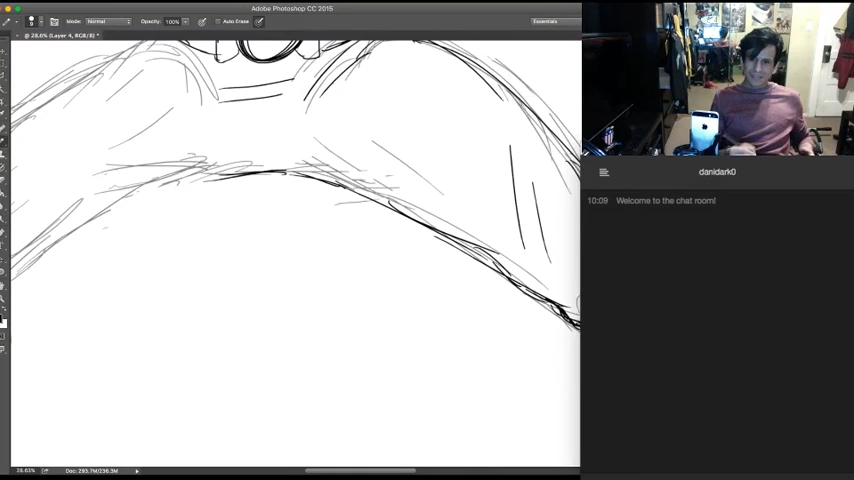 Adobe Photoshop CC 2015
9
Mode: Normal
Opacity: 100%
Auto Erase
Essentials
@ 28.6% (Layer 4, RGB/8) *
danidark0
10:09 Welcome to the chat room!
28.63%
Doc: 293.7M/236.3M